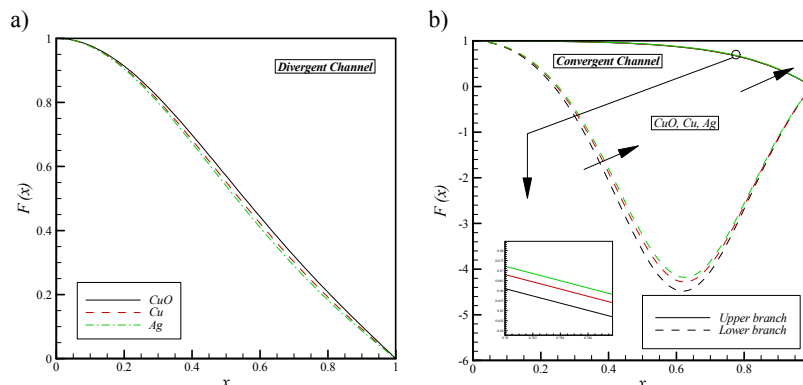 a)
Divergent Channel
F (x)
1
0.8
0.6
0.4
0.2
0
CuO
Cu
Ag
0 0.2 0.4 0.6 0.8 1
x
b)
Convergent Channel
CuO, Cu, Ag
F (x)
1
0
-1
-2
-3
-4
-5
-6
Upper branch
Lower branch
0 0.2 0.4 0.6 0.8
x